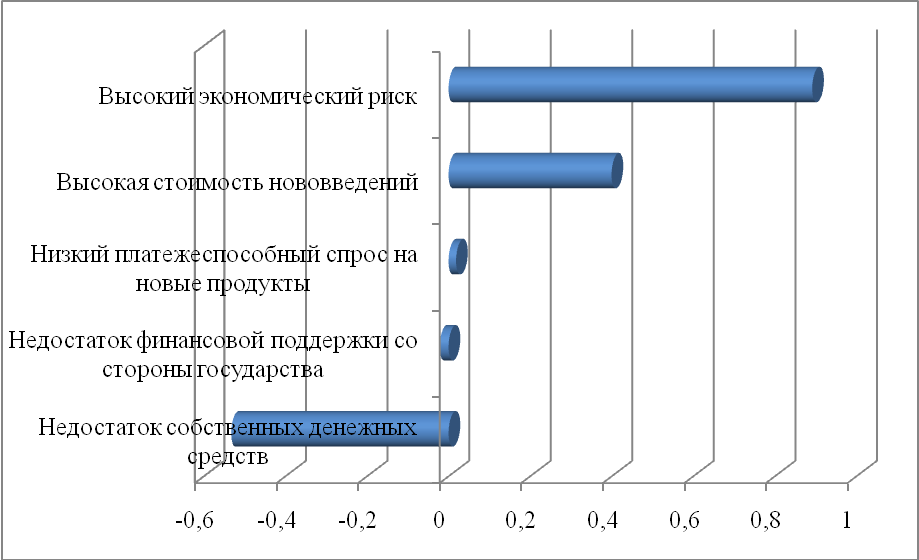 Высокий экономический риск
Высокая стоимость нововведений
Низкий платежеспособный спрос на
новые продукты
Недостаток финансовой поддержки со
стороны государства
Недостаток собственных денежных
средств
-0,6 -0,4 -0,2 0 0,2 0,4 0,6 0,8 1